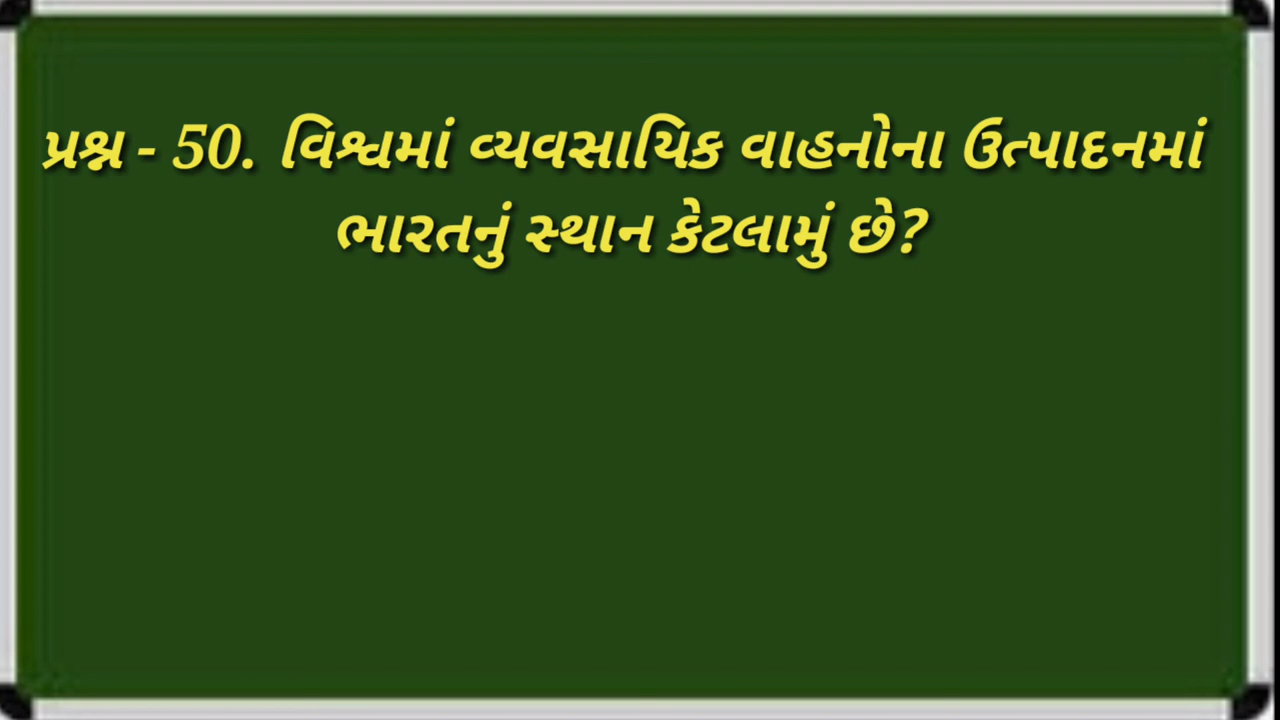 પ્રશ્ન - 50. વિશ્વમાં વ્યવસાયિક વાહનોના ઉત્પાદનમાં
ભારતનું સ્થાન કેટલામું છે?